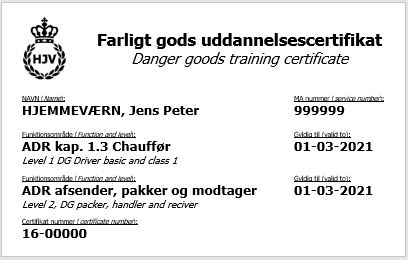 HJV
Farligt gods uddannelsescertifikat
Danger goods training certificate
NAVN (Name): MA nummer (service number):
HJEMMEVÆRN, Jens Peter 999999
Funktionsområde (Function and level): Gyldig til (valid to):
ADR kap. 1.3 Chauffør 01-03-2021
Level 1 DG Driver basic and class 1
Funktionsområde (Function and level): Gyldig til (valid to):
ADR afsender, pakker og modtager 01-03-2021
Level 2, DG packer, handler and reciver
Certifikat nummer (certificate number):
16-00000